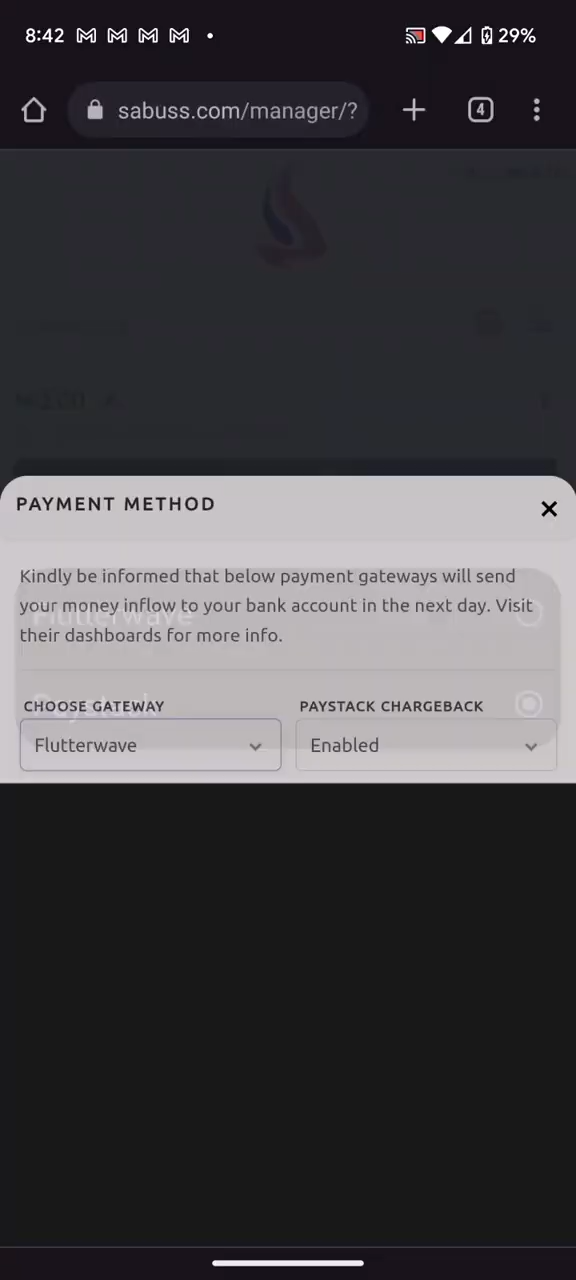 8:42
29%
sabuss.com/manager/?
4
PAYMENT METHOD
Kindly be informed that below payment gateways will send
your money inflow to your bank account in the next day. Visit
their dashboards for more info.
Flutterwave
Paystack
CHOOSE GATEWAY
PAYSTACK CHARGEBACK
Flutterwave
Enabled